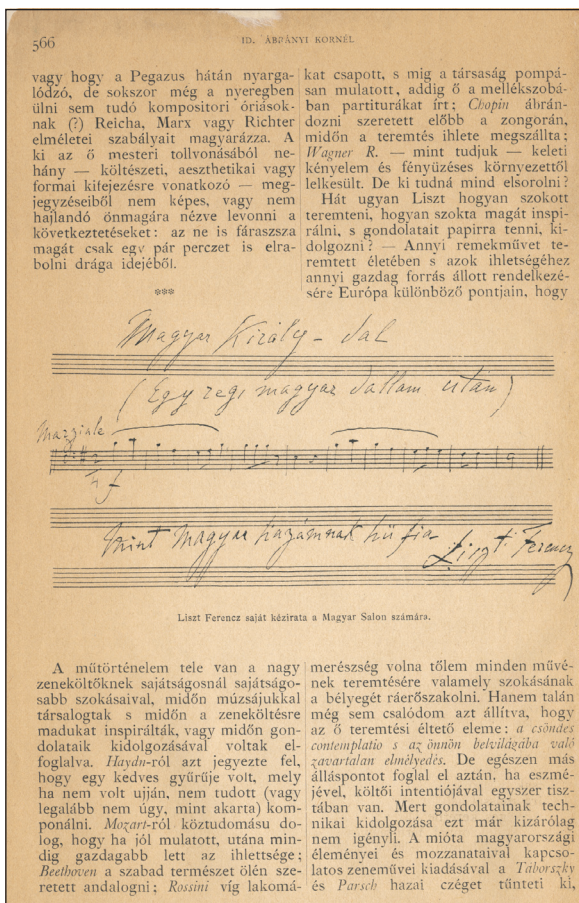 566
ID. ÁBRÁNYI KORNÉL
vagy hogy a Pegazus hátán nyarga-
lódzó, de sokszor még a nyeregben
ülni sem tudó kompositori óriások-
nak (?) Reicha, Marx vagy Richter
elméletei szabályait magyarázza. A
ki az ő mesteri tollvonásából ne-
hány — költészeti, aeszthetikai vagy
formai kifejezésre vonatkozó — meg-
jegyzéseiből nem képes, vagy nem
hajlandó önmagára nézve levonni a
következtetéseket: az ne is fáraszsza
magát csak egy pár perczet is elra-
bolni drága idejéből.
***
kat csapott, s mig a társaság pompá-
san mulatott, addig ő a mellékszobá-
ban partiturákat írt; Chopin ábrán-
dozni szeretett előbb a zongorán,
midőn a teremtés ihlete megszállta;
Wagner R. — mint tudjuk — keleti
kényelem és fényüzéses környezettől
lelkesült. De ki tudná mind elsorolni?
Hát ugyan Liszt hogyan szokott
teremteni, hogyan szokta magát inspi-
rálni, s gondolatait papirra tenni, ki-
dolgozni? — Annyi remekművet te-
remtett életében s azok ihletségéhez
annyi gazdag forrás állott rendelkezé-
sére Európa különböző pontjain, hogy
Magyar Király-dal
(Egy régi magyar dallam után)
Marziale
mf
Mint Magyar hazámnak hű fia
Liszt Ferencz
Liszt Ferencz saját kézirata a Magyar Salon számára.
A műtörténelem tele van a nagy
zeneköltőknek sajátságosnál sajátságo-
sabb szokásaival, midőn múzsájukkal
társalogtak s midőn a zeneköltésre
madukat inspirálták, vagy midőn gon-
dolataik kidolgozásával voltak el-
foglalva. Haydn-ról azt jegyezte fel,
hogy egy kedves gyűrűje volt, mely
ha nem volt ujján, nem tudott (vagy
legalább nem úgy, mint akarta) kom-
ponálni. Mozart-ról köztudomásu do-
log, hogy ha jól mulatott, utána min-
dig gazdagabb lett az ihlettsége;
Beethoven a szabad természet ölén sze-
retett andalogni; Rossini víg lakomá-
merészség volna tőlem minden művé-
nek teremtésére valamely szokásának
a bélyegét ráerőszakolni. Hanem talán
még sem csalódom azt állítva, hogy
az ő teremtési éltető eleme: a csöndes
contemplatio s az önnön belvilágába való
zavartalan elmélyedés. De egészen más
álláspontot foglal el aztán, ha eszmé-
jével, költői intentiójával egyszer tisz-
tában van. Mert gondolatainak tech-
nikai kidolgozása ezt már kizárólag
nem igényli. A mióta magyarországi
éleményei és mozzanataival kapcso-
latos zeneművei kiadásával a Táborszky
és Parsch hazai czéget tünteti ki,